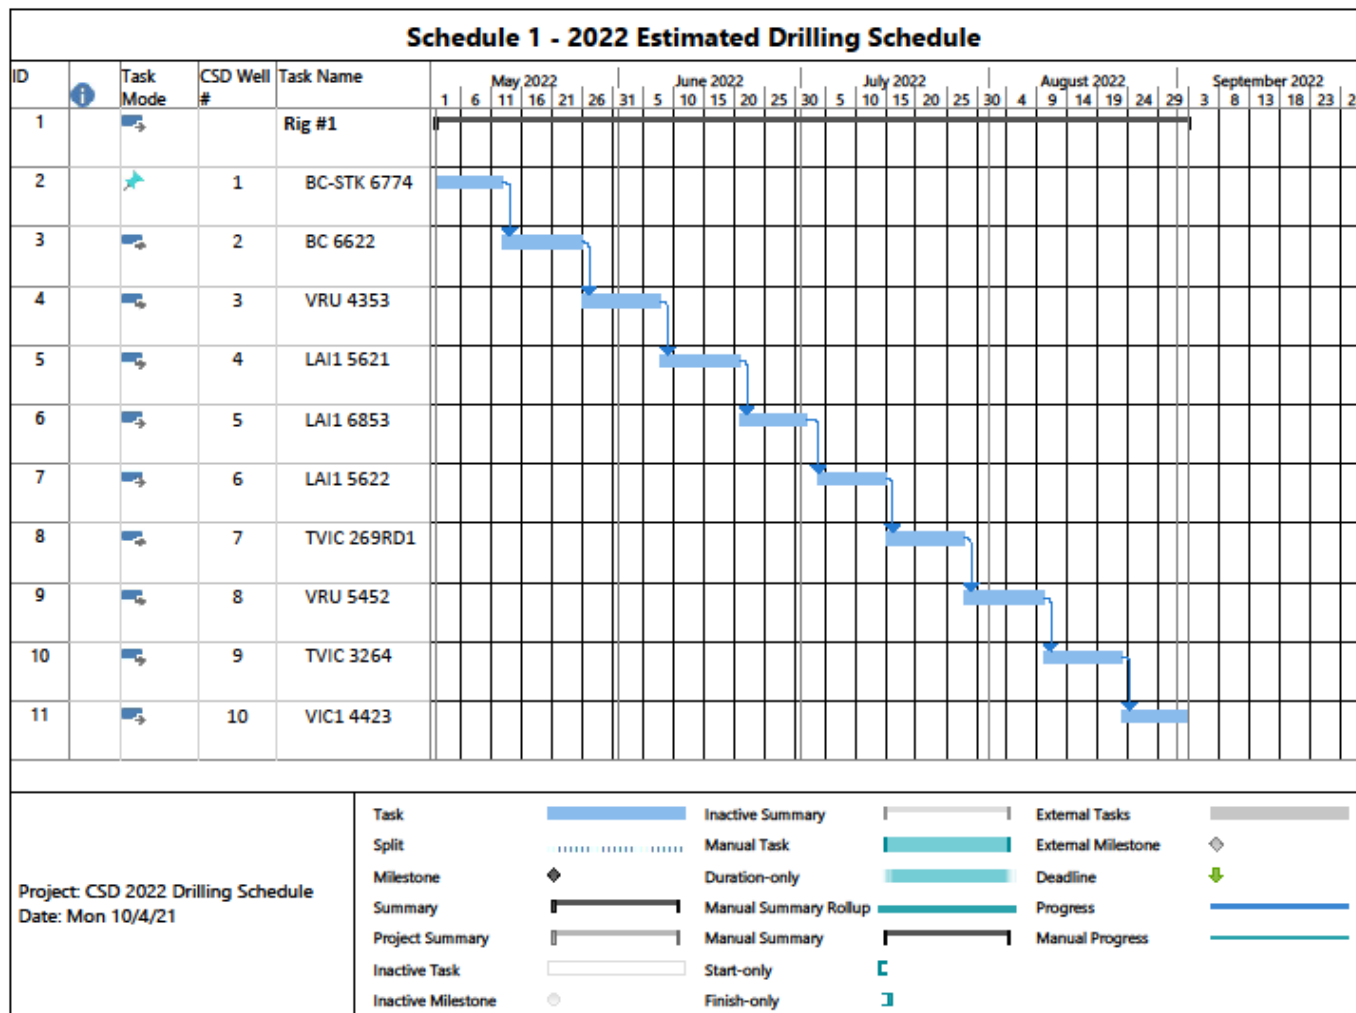 Schedule 1 - 2022 Estimated Drilling Schedule
ID Task Mode CSD Well # Task Name May 2022 June 2022 July 2022 August 2022 September 2022
1 6 11 16 21 26 31 5 10 15 20 25 30 5 10 15 20 25 30 4 9 14 19 24 29 3 8 13 18 23 2
1 Rig #1
2 1 BC-STK 6774
3 2 BC 6622
4 3 VRU 4353
5 4 LAI1 5621
6 5 LAI1 6853
7 6 LAI1 5622
8 7 TVIC 269RD1
9 8 VRU 5452
10 9 TVIC 3264
11 10 VIC1 4423
Project: CSD 2022 Drilling Schedule
Date: Mon 10/4/21
Task Inactive Summary External Tasks
Split Manual Task External Milestone
Milestone Duration-only Deadline
Summary Manual Summary Rollup Progress
Project Summary Manual Summary Manual Progress
Inactive Task Start-only
Inactive Milestone Finish-only